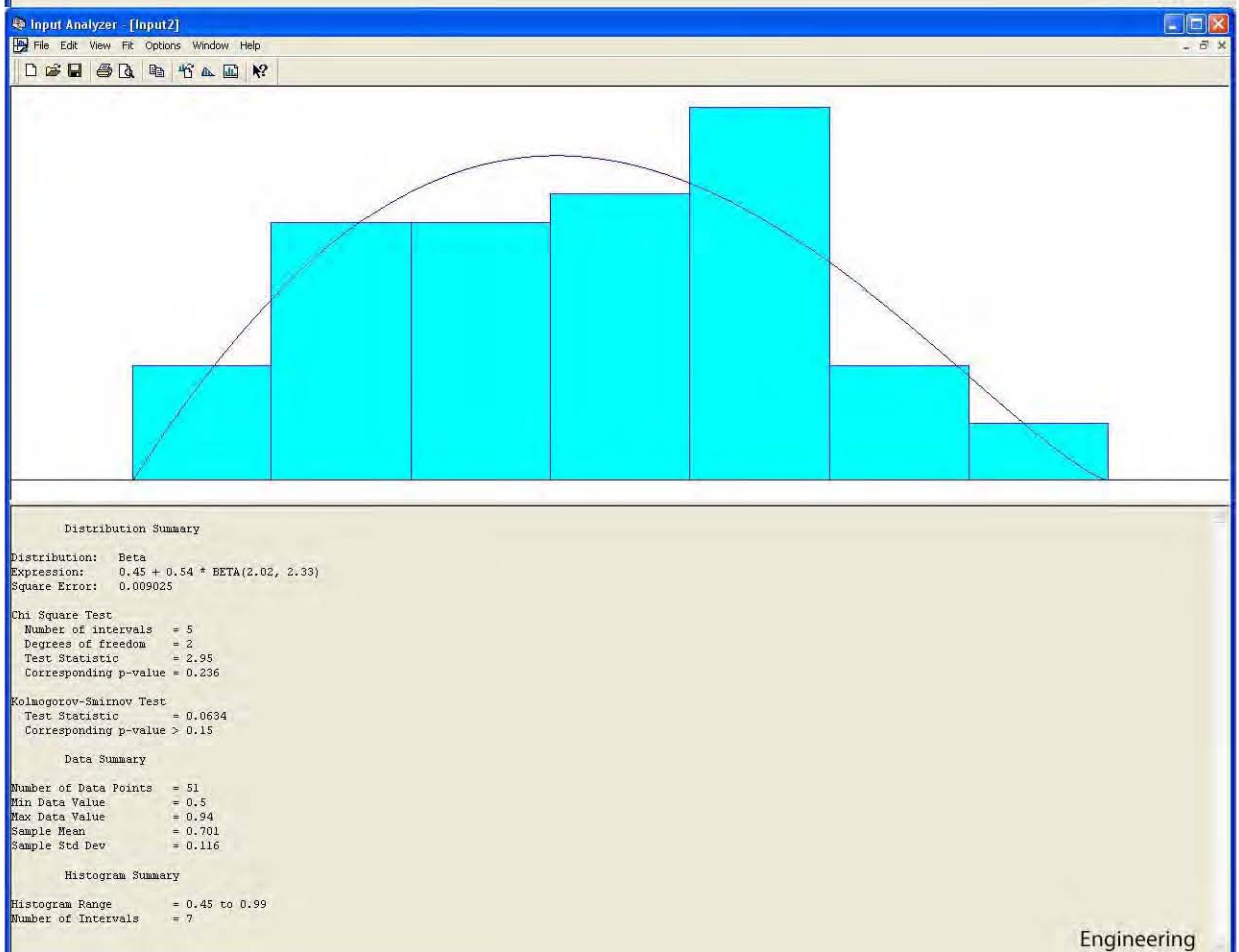 Input Analyzer - [Input2]
File Edit View Fit Options Window Help
Distribution Summary
Distribution: Beta
Expression: 0.45 + 0.54 * BETA(2.02, 2.33)
Square Error: 0.009025
Chi Square Test
Number of intervals = 5
Degrees of freedom = 2
Test Statistic = 2.95
Corresponding p-value = 0.236
Kolmogorov-Smirnov Test
Test Statistic = 0.0634
Corresponding p-value > 0.15
Data Summary
Number of Data Points = 51
Min Data Value = 0.5
Max Data Value = 0.94
Sample Mean = 0.701
Sample Std Dev = 0.116
Histogram Summary
Histogram Range = 0.45 to 0.99
Number of Intervals = 7
Engineering